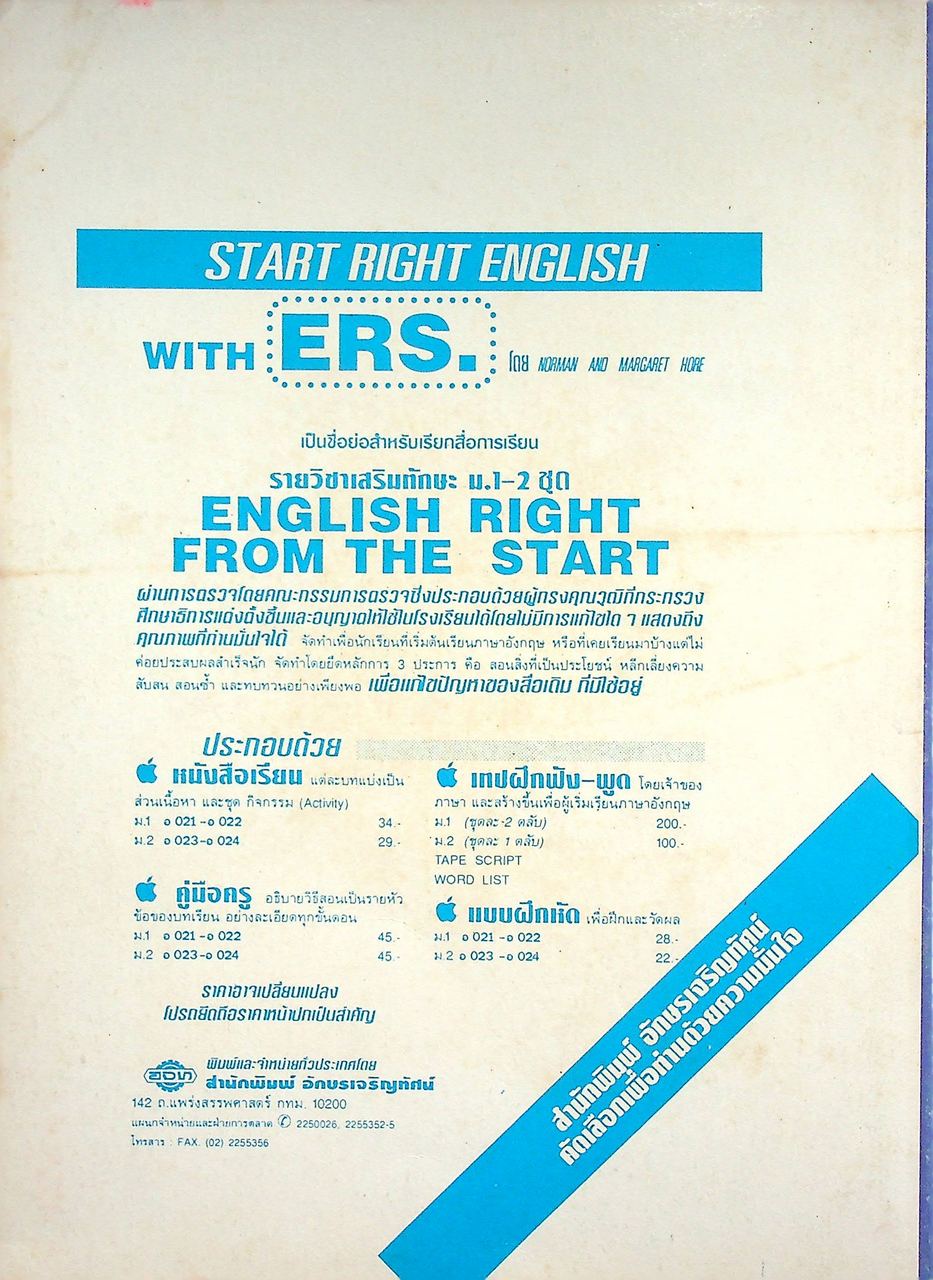 START RIGHT ENGLISH
WITH ERS. โดย NORMAN AND MARGARET HORE
เป็นชื่อย่อสำหรับเรียกสื่อการเรียน
รายวิชาเสริมทักษะ ม.1-2 ชุด
ENGLISH RIGHT
FROM THE START
ผ่านการตรวจโดยคณะกรรมการตรวจซึ่งประกอบด้วยผู้ทรงคุณวุฒิที่กระทรวง
ศึกษาธิการแต่งตั้งขึ้นและอนุญาตให้ใช้ในโรงเรียนได้โดยไม่มีการแก้ไขใด ๆ แสดงถึง
คุณภาพที่ท่านมั่นใจได้ จัดทำเพื่อนักเรียนที่เริ่มต้นเรียนภาษาอังกฤษ หรือที่เคยเรียนมาบ้างแต่ไม่
ค่อยประสบผลสำเร็จนัก จัดทำโดยยึดหลักการ 3 ประการ คือ สอนสิ่งที่เป็นประโยชน์ หลีกเลี่ยงความ
สับสน สอนซ้ำ และทบทวนอย่างเพียงพอ เพื่อแก้ไขปัญหาของสื่อเดิม ที่มีใช้อยู่
ประกอบด้วย
หนังสือเรียน แต่ละบทแบ่งเป็น
ส่วนเนื้อหา และชุด กิจกรรม (Activity)
ม.1 อ 021-อ 022 34.-
ม.2 อ 023-อ 024 29.-
คู่มือครู อธิบายวิธีสอนเป็นรายหัว
ข้อของบทเรียน อย่างละเอียดทุกขั้นตอน
ม.1 อ 021-อ 022 45.-
ม.2 อ 023-อ 024 45.-
เทปฝึกฟัง-พูด โดยเจ้าของ
ภาษา และสร้างขึ้นเพื่อผู้เริ่มเรียนภาษาอังกฤษ
ม.1 (ชุดละ 2 ตลับ) 200.-
ม.2 (ชุดละ 1 ตลับ) 100.-
TAPE SCRIPT
WORD LIST
แบบฝึกหัด เพื่อฝึกและวัดผล
ม.1 อ 021-อ 022 28.-
ม.2 อ 023-อ 024 22.-
ราคาอาจเปลี่ยนแปลง
โปรดยึดถือราคาหน้าปกเป็นสำคัญ
อจท
พิมพ์และจำหน่ายทั่วประเทศโดย
สำนักพิมพ์ อักษรเจริญทัศน์
142 ถ.แพร่งสรรพศาสตร์ กทม. 10200
แผนกจำหน่ายและฝ่ายการตลาด ✆ 2250026, 2255352-5
โทรสาร : FAX. (02) 2255356
สำนักพิมพ์ อักษรเจริญทัศน์
คัดเลือกเพื่อท่านด้วยความมั่นใจ